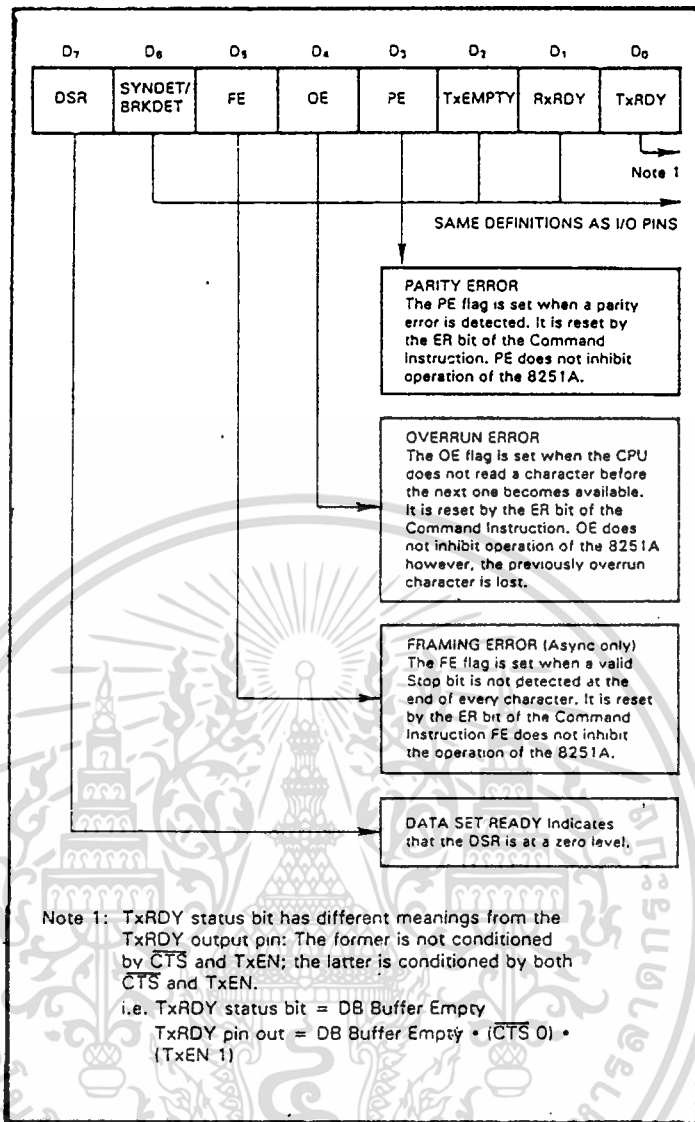 D₇ D₆ D₅ D₄ D₃ D₂ D₁ D₀
DSR SYNDET/BRKDET FE OE PE TxEMPTY RxRDY TxRDY
Note 1
SAME DEFINITIONS AS I/O PINS
PARITY ERROR
The PE flag is set when a parity
error is detected. It is reset by
the ER bit of the Command
Instruction. PE does not inhibit
operation of the 8251A.
OVERRUN ERROR
The OE flag is set when the CPU
does not read a character before
the next one becomes available.
It is reset by the ER bit of the
Command Instruction. OE does
not inhibit operation of the 8251A
however, the previously overrun
character is lost.
FRAMING ERROR (Async only)
The FE flag is set when a valid
Stop bit is not detected at the
end of every character. It is reset
by the ER bit of the Command
Instruction FE does not inhibit
the operation of the 8251A.
DATA SET READY Indicates
that the DSR is at a zero level.
Note 1: TxRDY status bit has different meanings from the
TxRDY output pin: The former is not conditioned
by C̅T̅S̅ and TxEN; the latter is conditioned by both
C̅T̅S̅ and TxEN.
i.e. TxRDY status bit = DB Buffer Empty
TxRDY pin out = DB Buffer Empty • (C̅T̅S̅ 0) •
(TxEN 1)